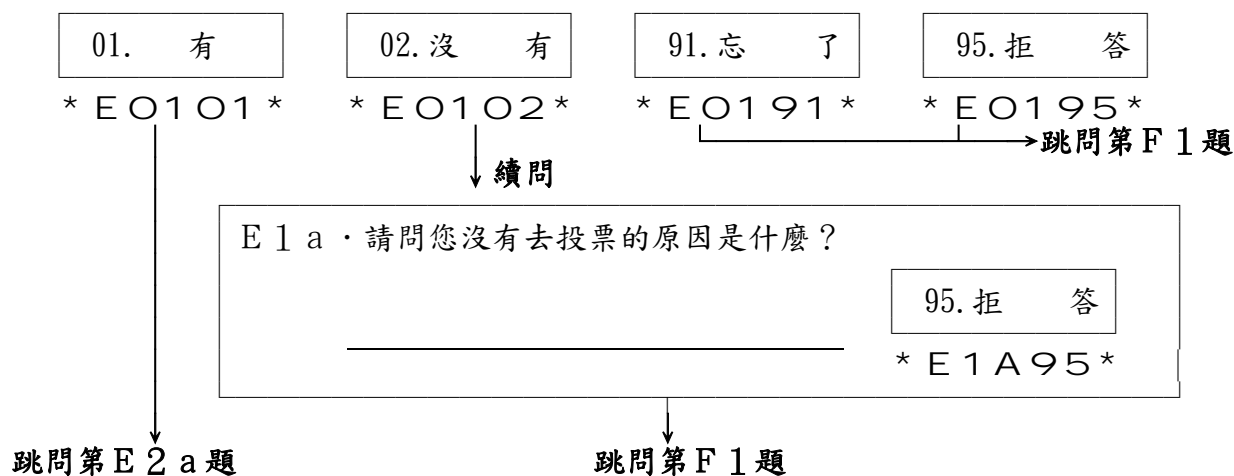 01. 有 02.沒 有 91.忘 了 95.拒 答
*E0101* *E0102* *E0191* *E0195*
跳問第F1題
續問
E1a．請問您沒有去投票的原因是什麼？
95.拒 答
*E1A95*
跳問第E2a題 跳問第F1題